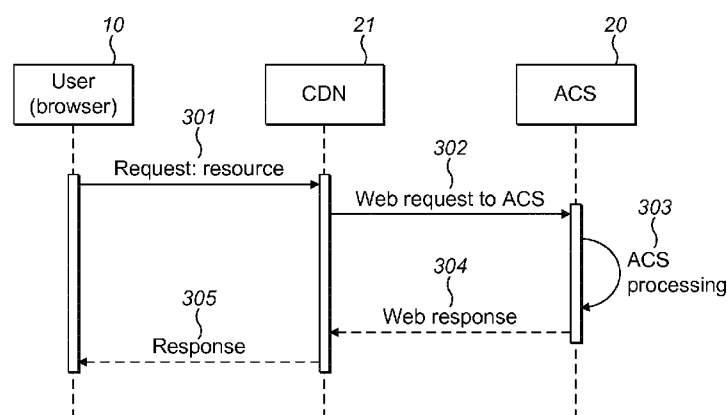 10
21
20
User
(browser)
CDN
ACS
301
Request: resource
302
Web request to ACS
303
ACS
processing
304
Web response
305
Response